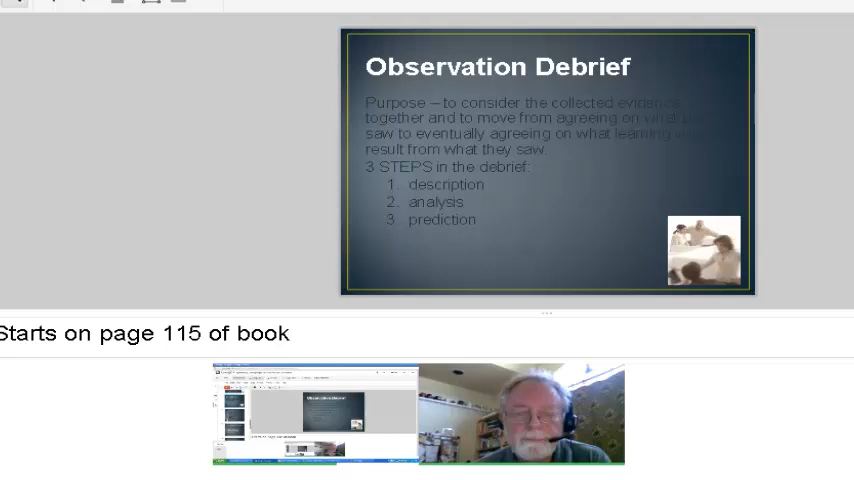 Observation Debrief
Purpose – to consider the collected evidence
together and to move from agreeing on what
saw to eventually agreeing on what learning
result from what they saw.
3 STEPS in the debrief:
1. description
2. analysis
3 prediction
Starts on page 115 of book
Observation Debrief